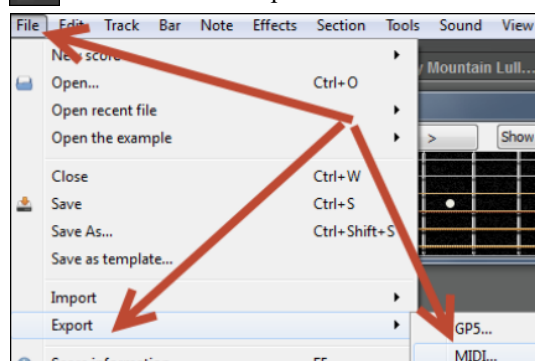 File Edit Track Bar Note Effects Section Tools Sound View
New score
Mountain Lull...
Open... Ctrl+O
Open recent file
Open the example
> Show
Close Ctrl+W
Save Ctrl+S
Save As... Ctrl+Shift+S
Save as template...
Import
Export
GP5...
MIDI...